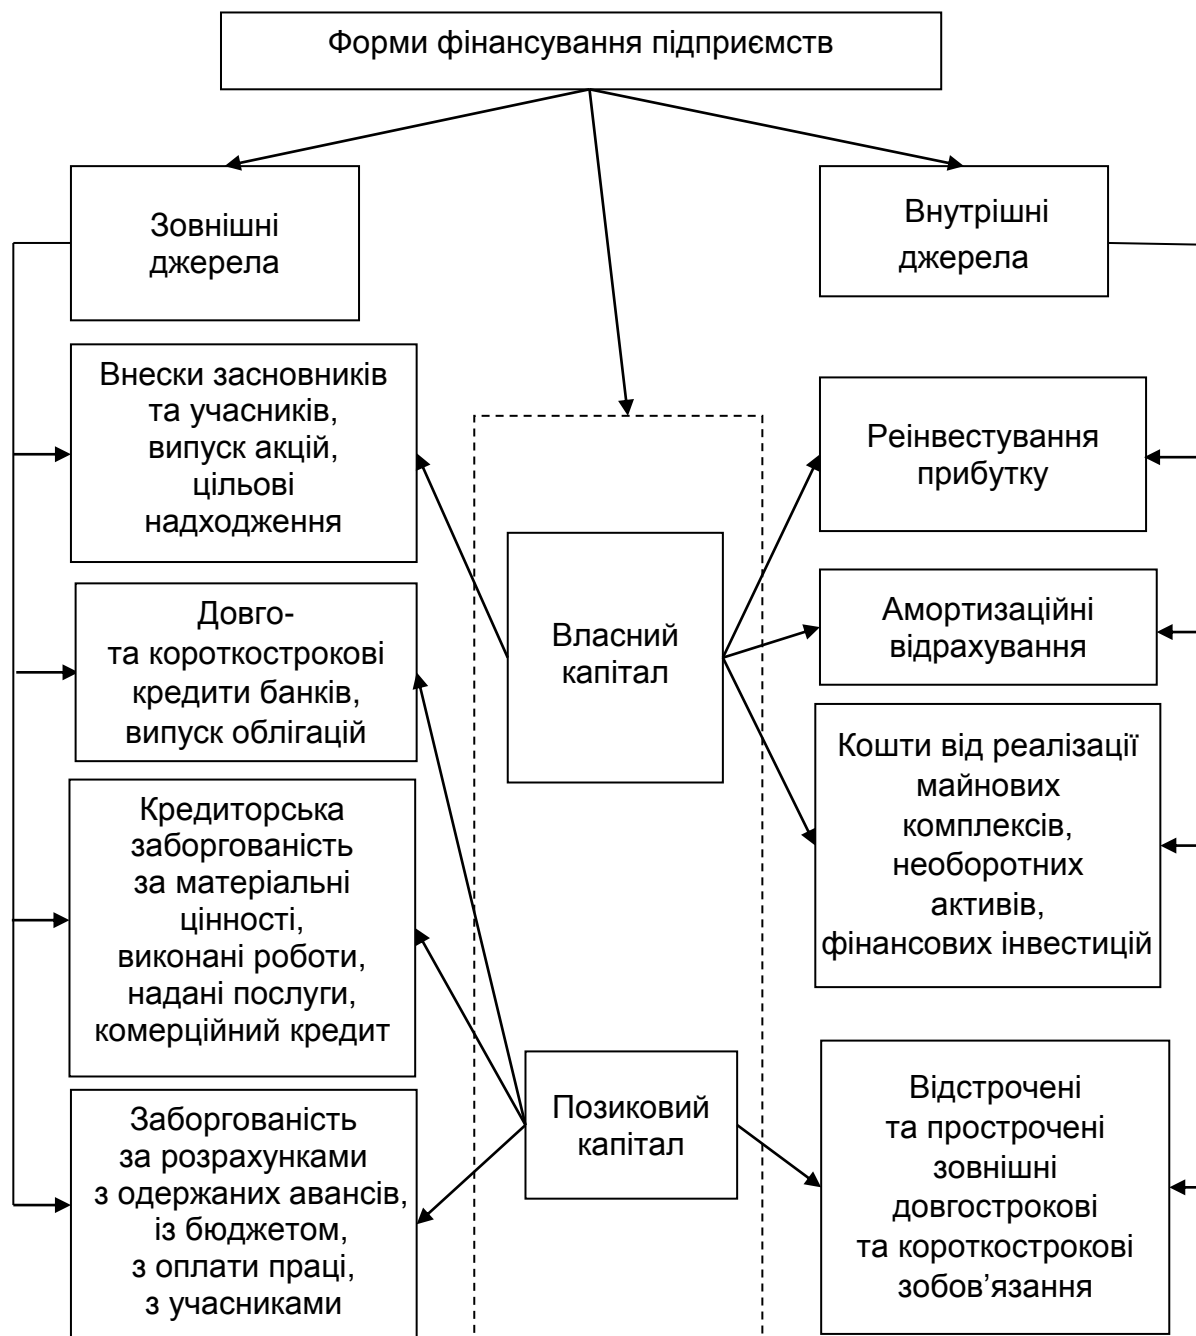 Форми фінансування підприємств
Зовнішні
джерела
Внутрішні
джерела
Внески засновників
та учасників,
випуск акцій,
цільові
надходження
Довго-
та короткострокові
кредити банків,
випуск облігацій
Кредиторська
заборгованість
за матеріальні
цінності,
виконані роботи,
надані послуги,
комерційний кредит
Заборгованість
за розрахунками
з одержаних авансів,
із бюджетом,
з оплати праці,
з учасниками
Власний
капітал
Позиковий
капітал
Реінвестування
прибутку
Амортизаційні
відрахування
Кошти від реалізації
майнових
комплексів,
необоротних
активів,
фінансових інвестицій
Відстрочені
та прострочені
зовнішні
довгострокові
та короткострокові
зобов’язання